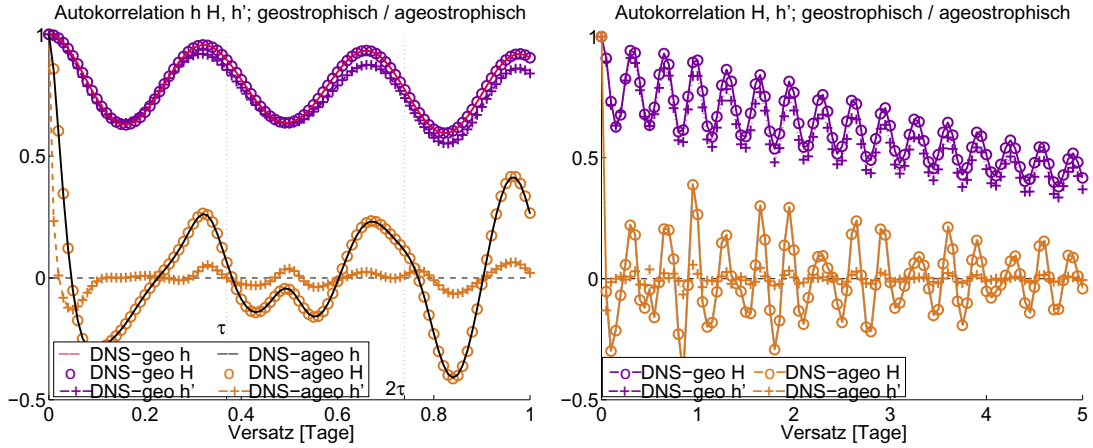 Autokorrelation h H, h’; geostrophisch / ageostrophisch
1
0.5
0
−0.5
τ
2τ
DNS−geo h
DNS−ageo h
DNS−geo H
DNS−ageo H
DNS−geo h’
DNS−ageo h’
0
0.2
0.4
0.6
0.8
1
Versatz [Tage]
Autokorrelation H, h’; geostrophisch / ageostrophisch
1
0.5
0
−0.5
DNS−geo H
DNS−ageo H
DNS−geo h’
DNS−ageo h’
0
1
2
3
4
5
Versatz [Tage]